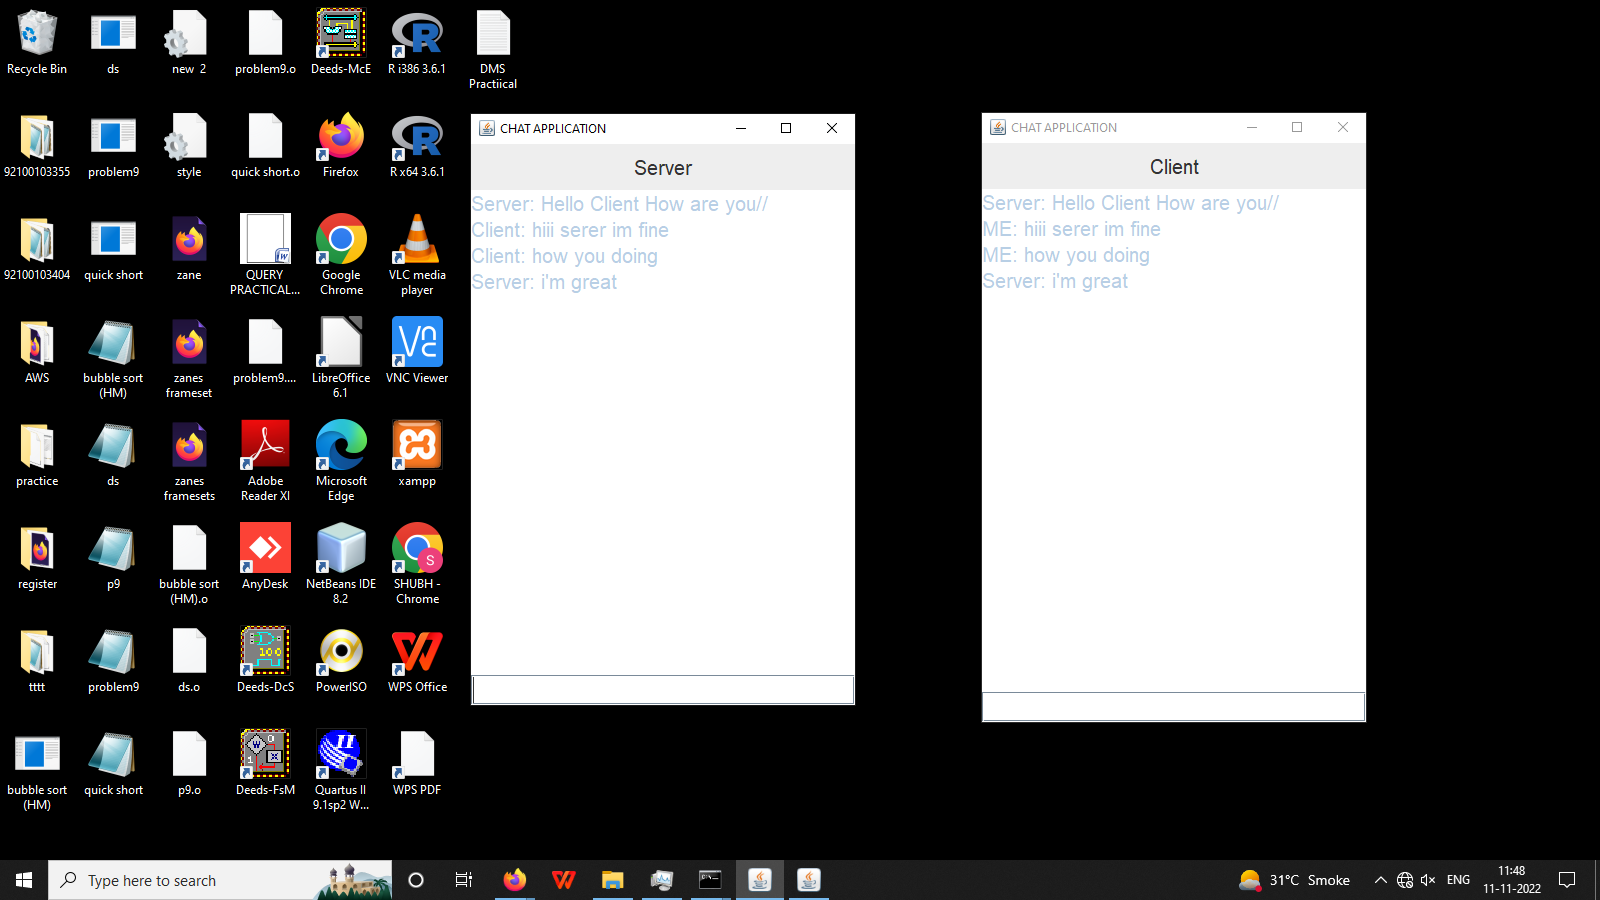 Recycle Bin
ds
new 2
problem9.o
Deeds-McE
R i386 3.6.1
DMS
Practiical
92100103355
problem9
style
quick short.o
Firefox
R x64 3.6.1
92100103404
quick short
zane
QUERY
PRACTICAL...
Google
Chrome
VLC media
player
AWS
bubble sort
(HM)
zanes
frameset
problem9....
LibreOffice
6.1
VNC Viewer
practice
ds
zanes
framesets
Adobe
Reader XI
Microsoft
Edge
xampp
register
p9
bubble sort
(HM).o
AnyDesk
NetBeans IDE
8.2
SHUBH -
Chrome
tttt
problem9
ds.o
Deeds-DcS
PowerISO
WPS Office
bubble sort
(HM)
quick short
p9.o
Deeds-FsM
Quartus II
9.1sp2 W...
WPS PDF
CHAT APPLICATION
Server
Server: Hello Client How are you//
Client: hiii serer im fine
Client: how you doing
Server: i'm great
CHAT APPLICATION
Client
Server: Hello Client How are you//
ME: hiii serer im fine
ME: how you doing
Server: i'm great
Type here to search
31°C Smoke
ENG
11:48
11-11-2022